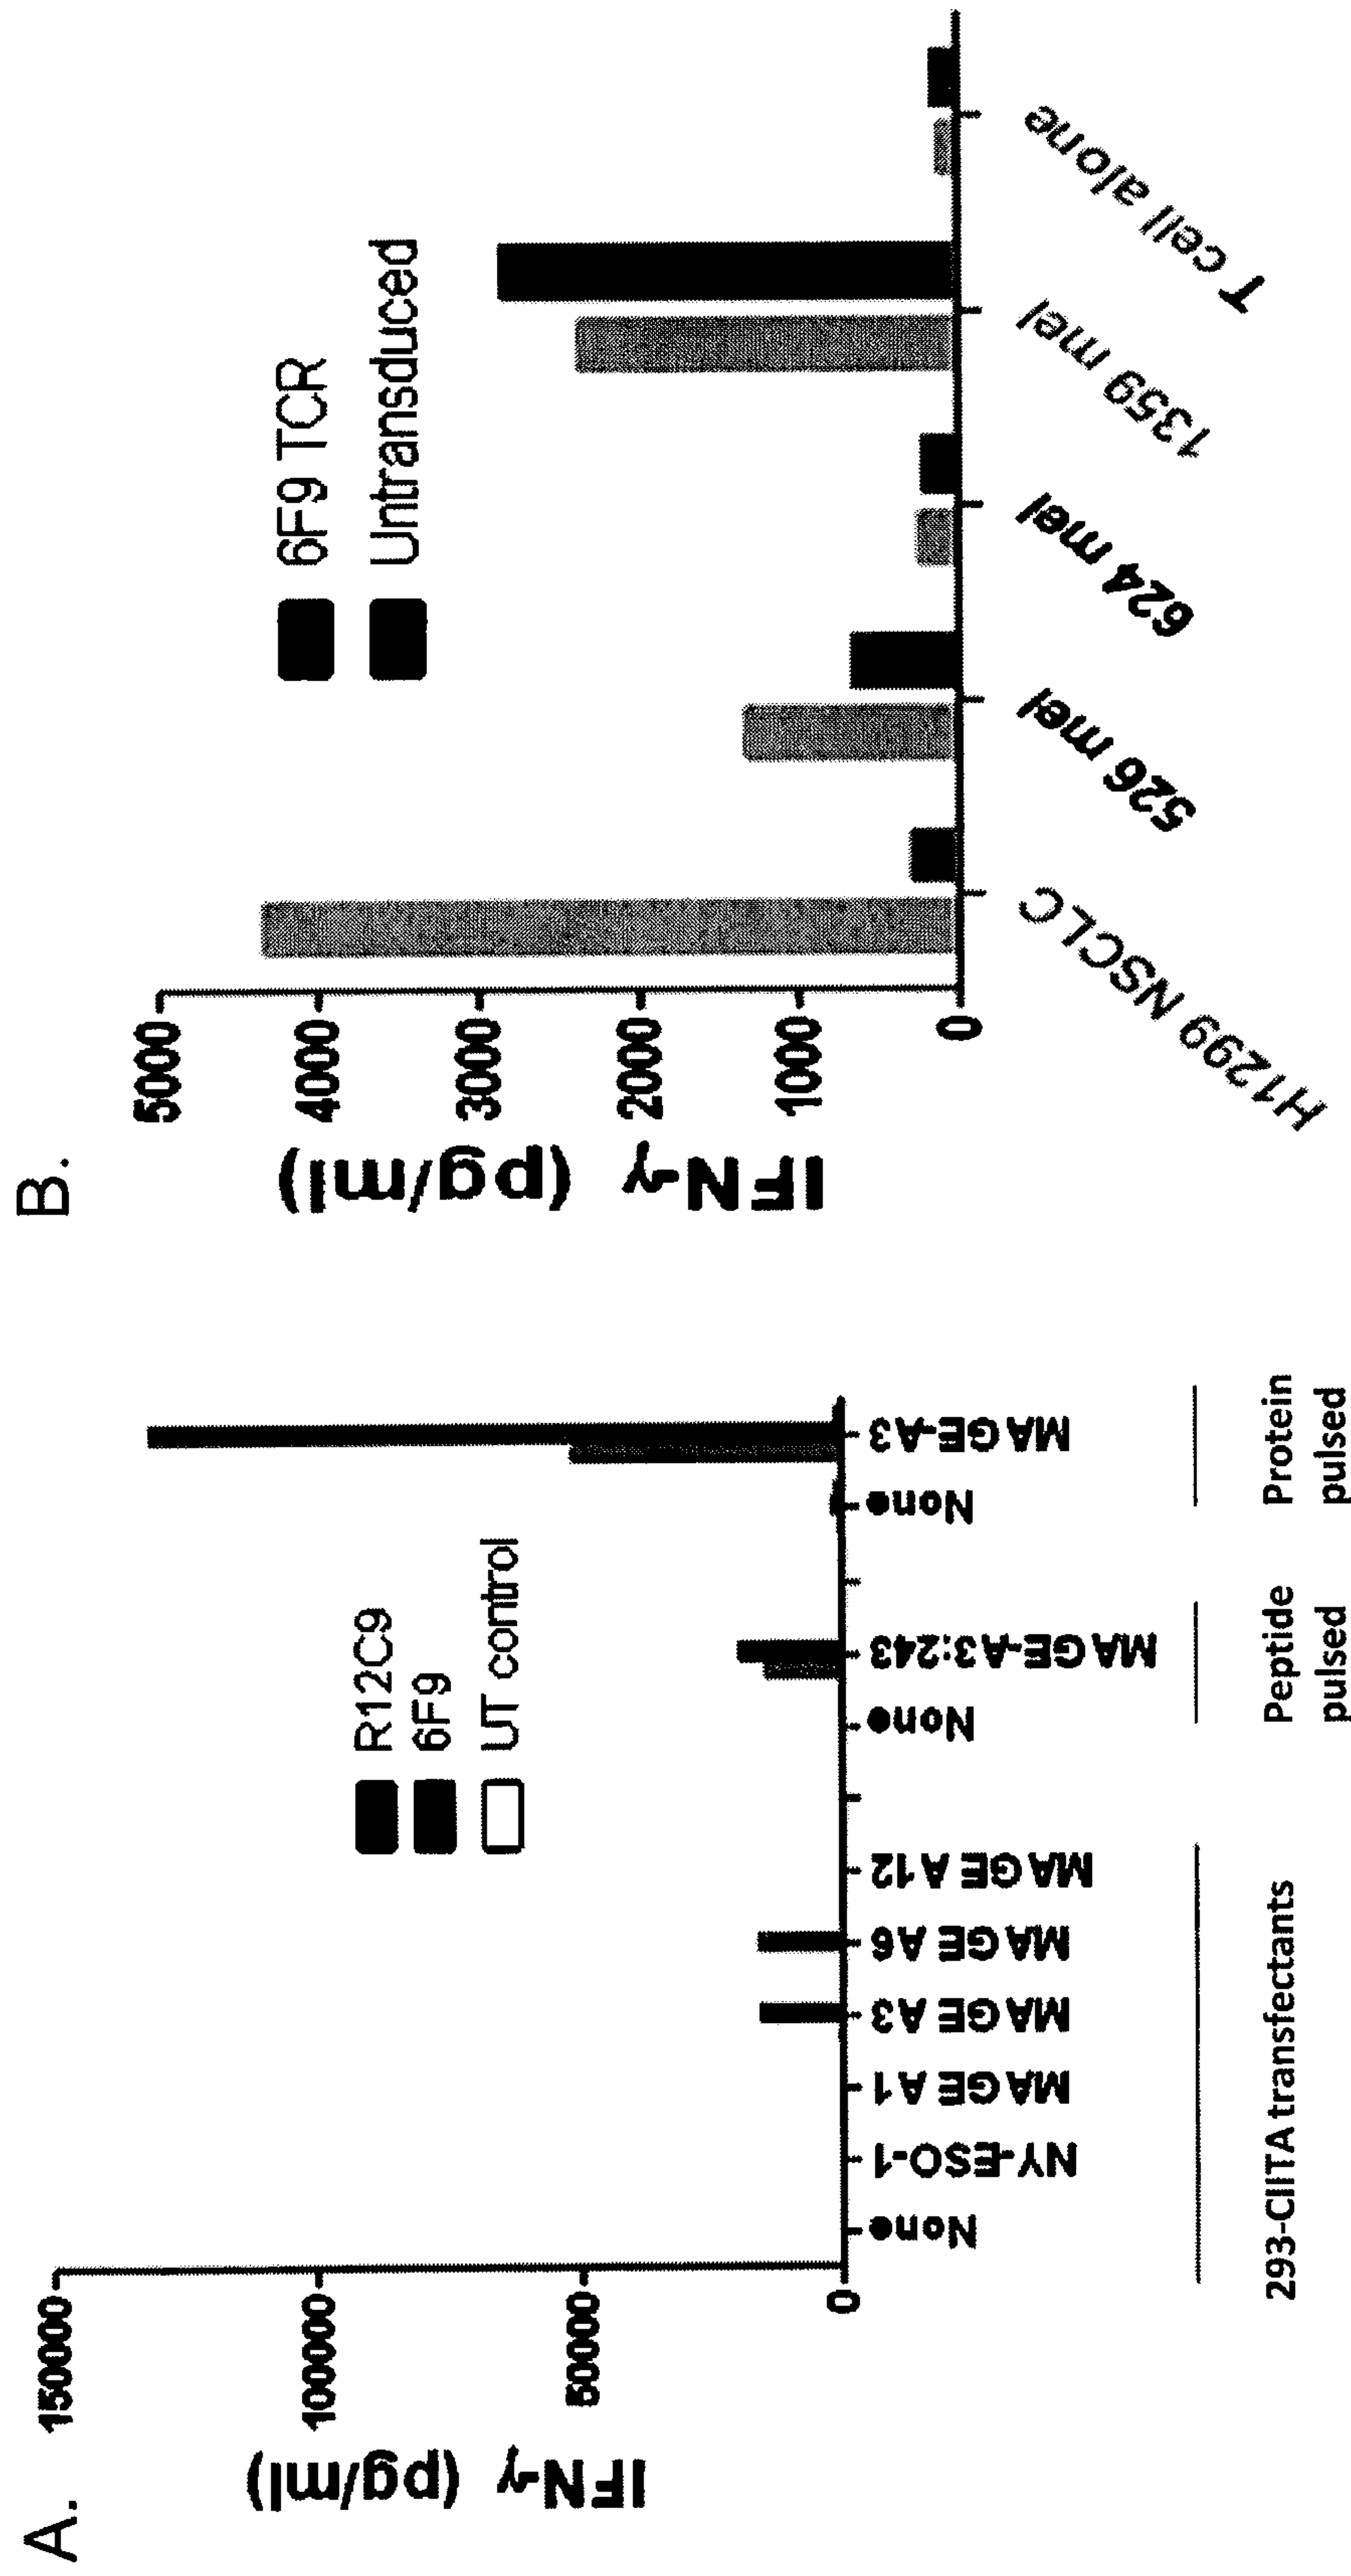 A.
IFN-γ (pg/ml)
150000
100000
50000
0
R12C9
6F9
UT control
None
NY-ESO-1
MAGE A1
MAGE A3
MAGE A6
MAGE A12
None
MAGE-A3:243
None
MAGE-A3
293-CIITA transfectants
Peptide
pulsed
Protein
pulsed
B.
IFN-γ (pg/ml)
5000
4000
3000
2000
1000
0
6F9 TCR
Untransduced
H1299 NSCLC
526 mel
624 mel
1359 mel
T cell alone